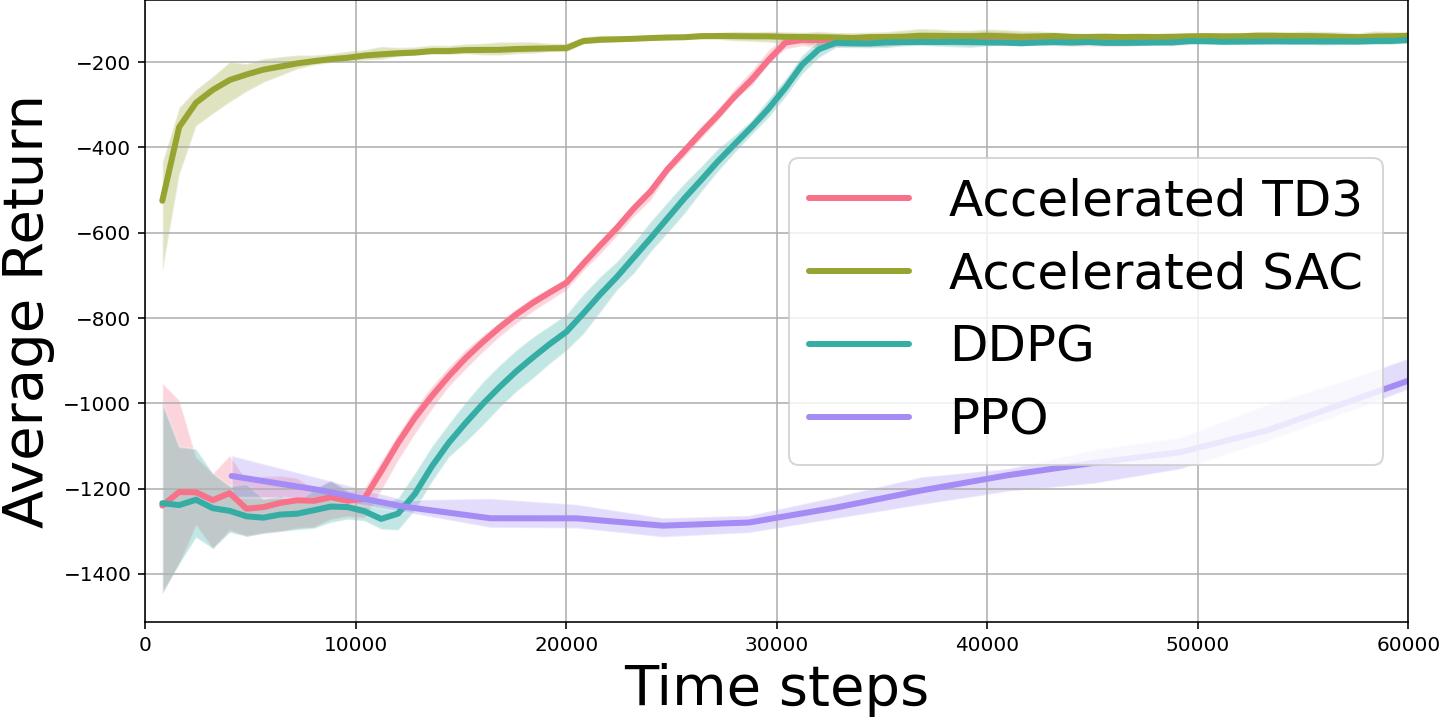 Average Return
−200
−400
−600
−800
−1000
−1200
−1400
0
10000
20000
30000
40000
50000
60000
Time steps
Accelerated TD3
Accelerated SAC
DDPG
PPO